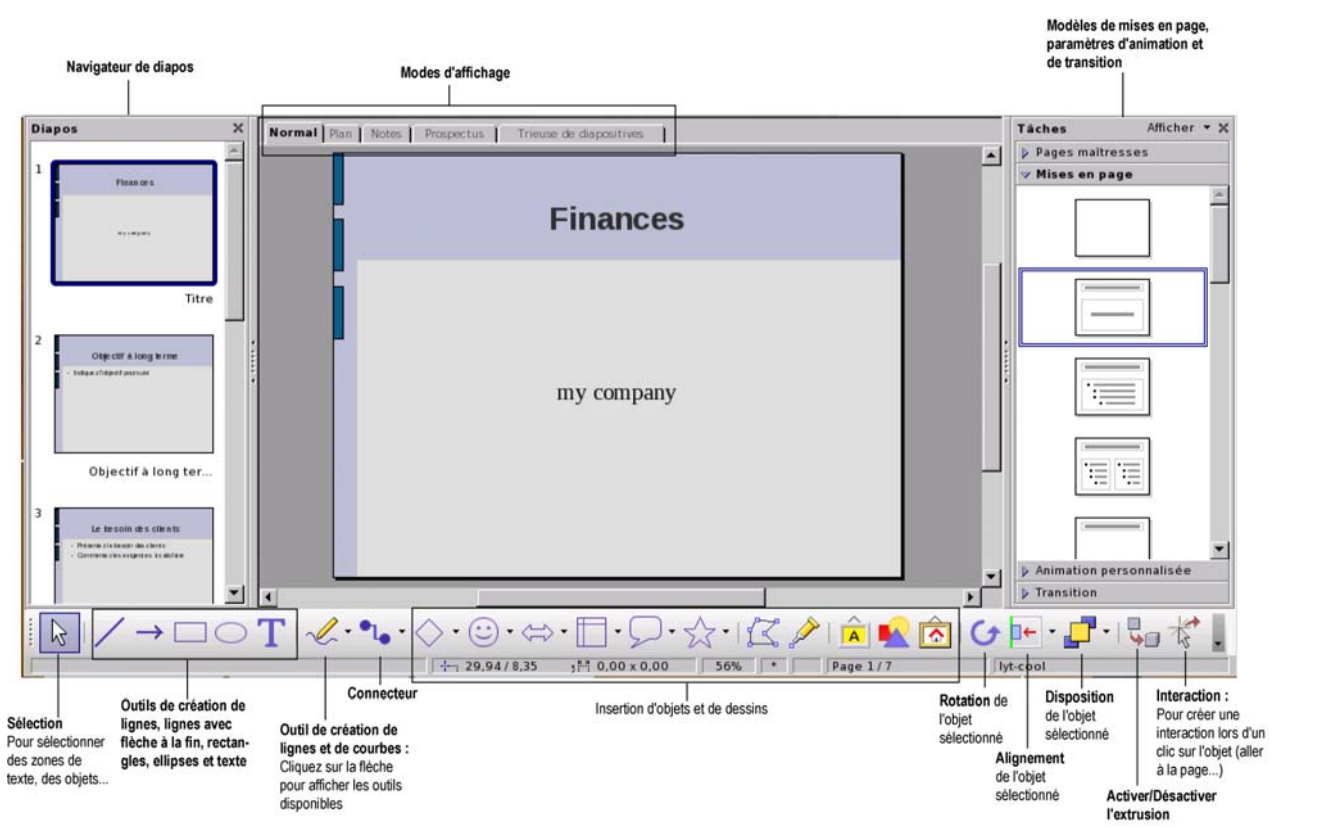 Modèles de mises en page,
paramètres d'animation et
de transition
Navigateur de diapos
Modes d'affichage
Diapos
Normal Plan Notes Prospectus Trieuse de diapositives
Tâches Afficher
Pages maîtresses
Mises en page
1
Finances
my company
Titre
2
Objectif à long terme
Objectif à long ter...
3
Le besoin des clients
Finances
my company
Animation personnalisée
Transition
T
A
29,94 / 8,35 0,00 x 0,00 56% * Page 1 / 7 lyt-cool
Sélection
Pour sélectionner
des zones de
texte, des objets...
Outils de création de
lignes, lignes avec
flèche à la fin, rectan-
gles, ellipses et texte
Connecteur
Outil de création de
lignes et de courbes :
Cliquez sur la flèche
pour afficher les outils
disponibles
Insertion d'objets et de dessins
Rotation de
l'objet
sélectionné
Alignement
de l'objet
sélectionné
Disposition
de l'objet
sélectionné
Activer/Désactiver
l'extrusion
Interaction :
Pour créer une
interaction lors d'un
clic sur l'objet (aller
à la page...)